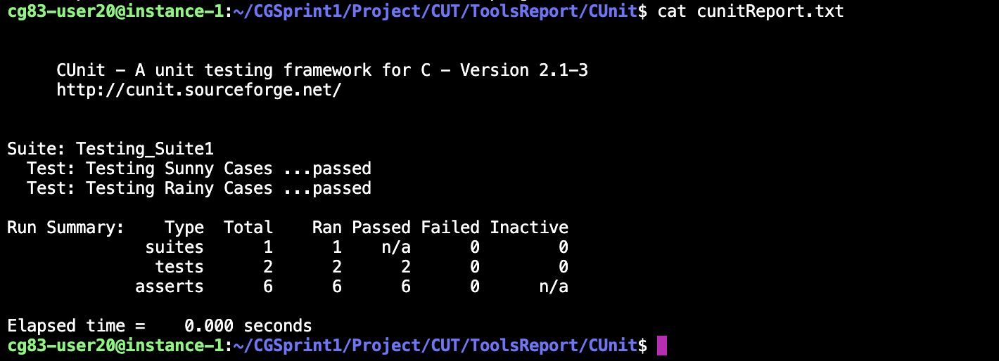 cg83-user20@instance-1:~/CGSprint1/Project/CUT/ToolsReport/CUnit$ cat cunitReport.txt
CUnit - A unit testing framework for C - Version 2.1-3
http://cunit.sourceforge.net/
Suite: Testing_Suite1
Test: Testing Sunny Cases ...passed
Test: Testing Rainy Cases ...passed
Run Summary: Type Total Ran Passed Failed Inactive
suites 1 1 n/a 0 0
tests 2 2 2 0 0
asserts 6 6 6 0 n/a
Elapsed time = 0.000 seconds
cg83-user20@instance-1:~/CGSprint1/Project/CUT/ToolsReport/CUnit$